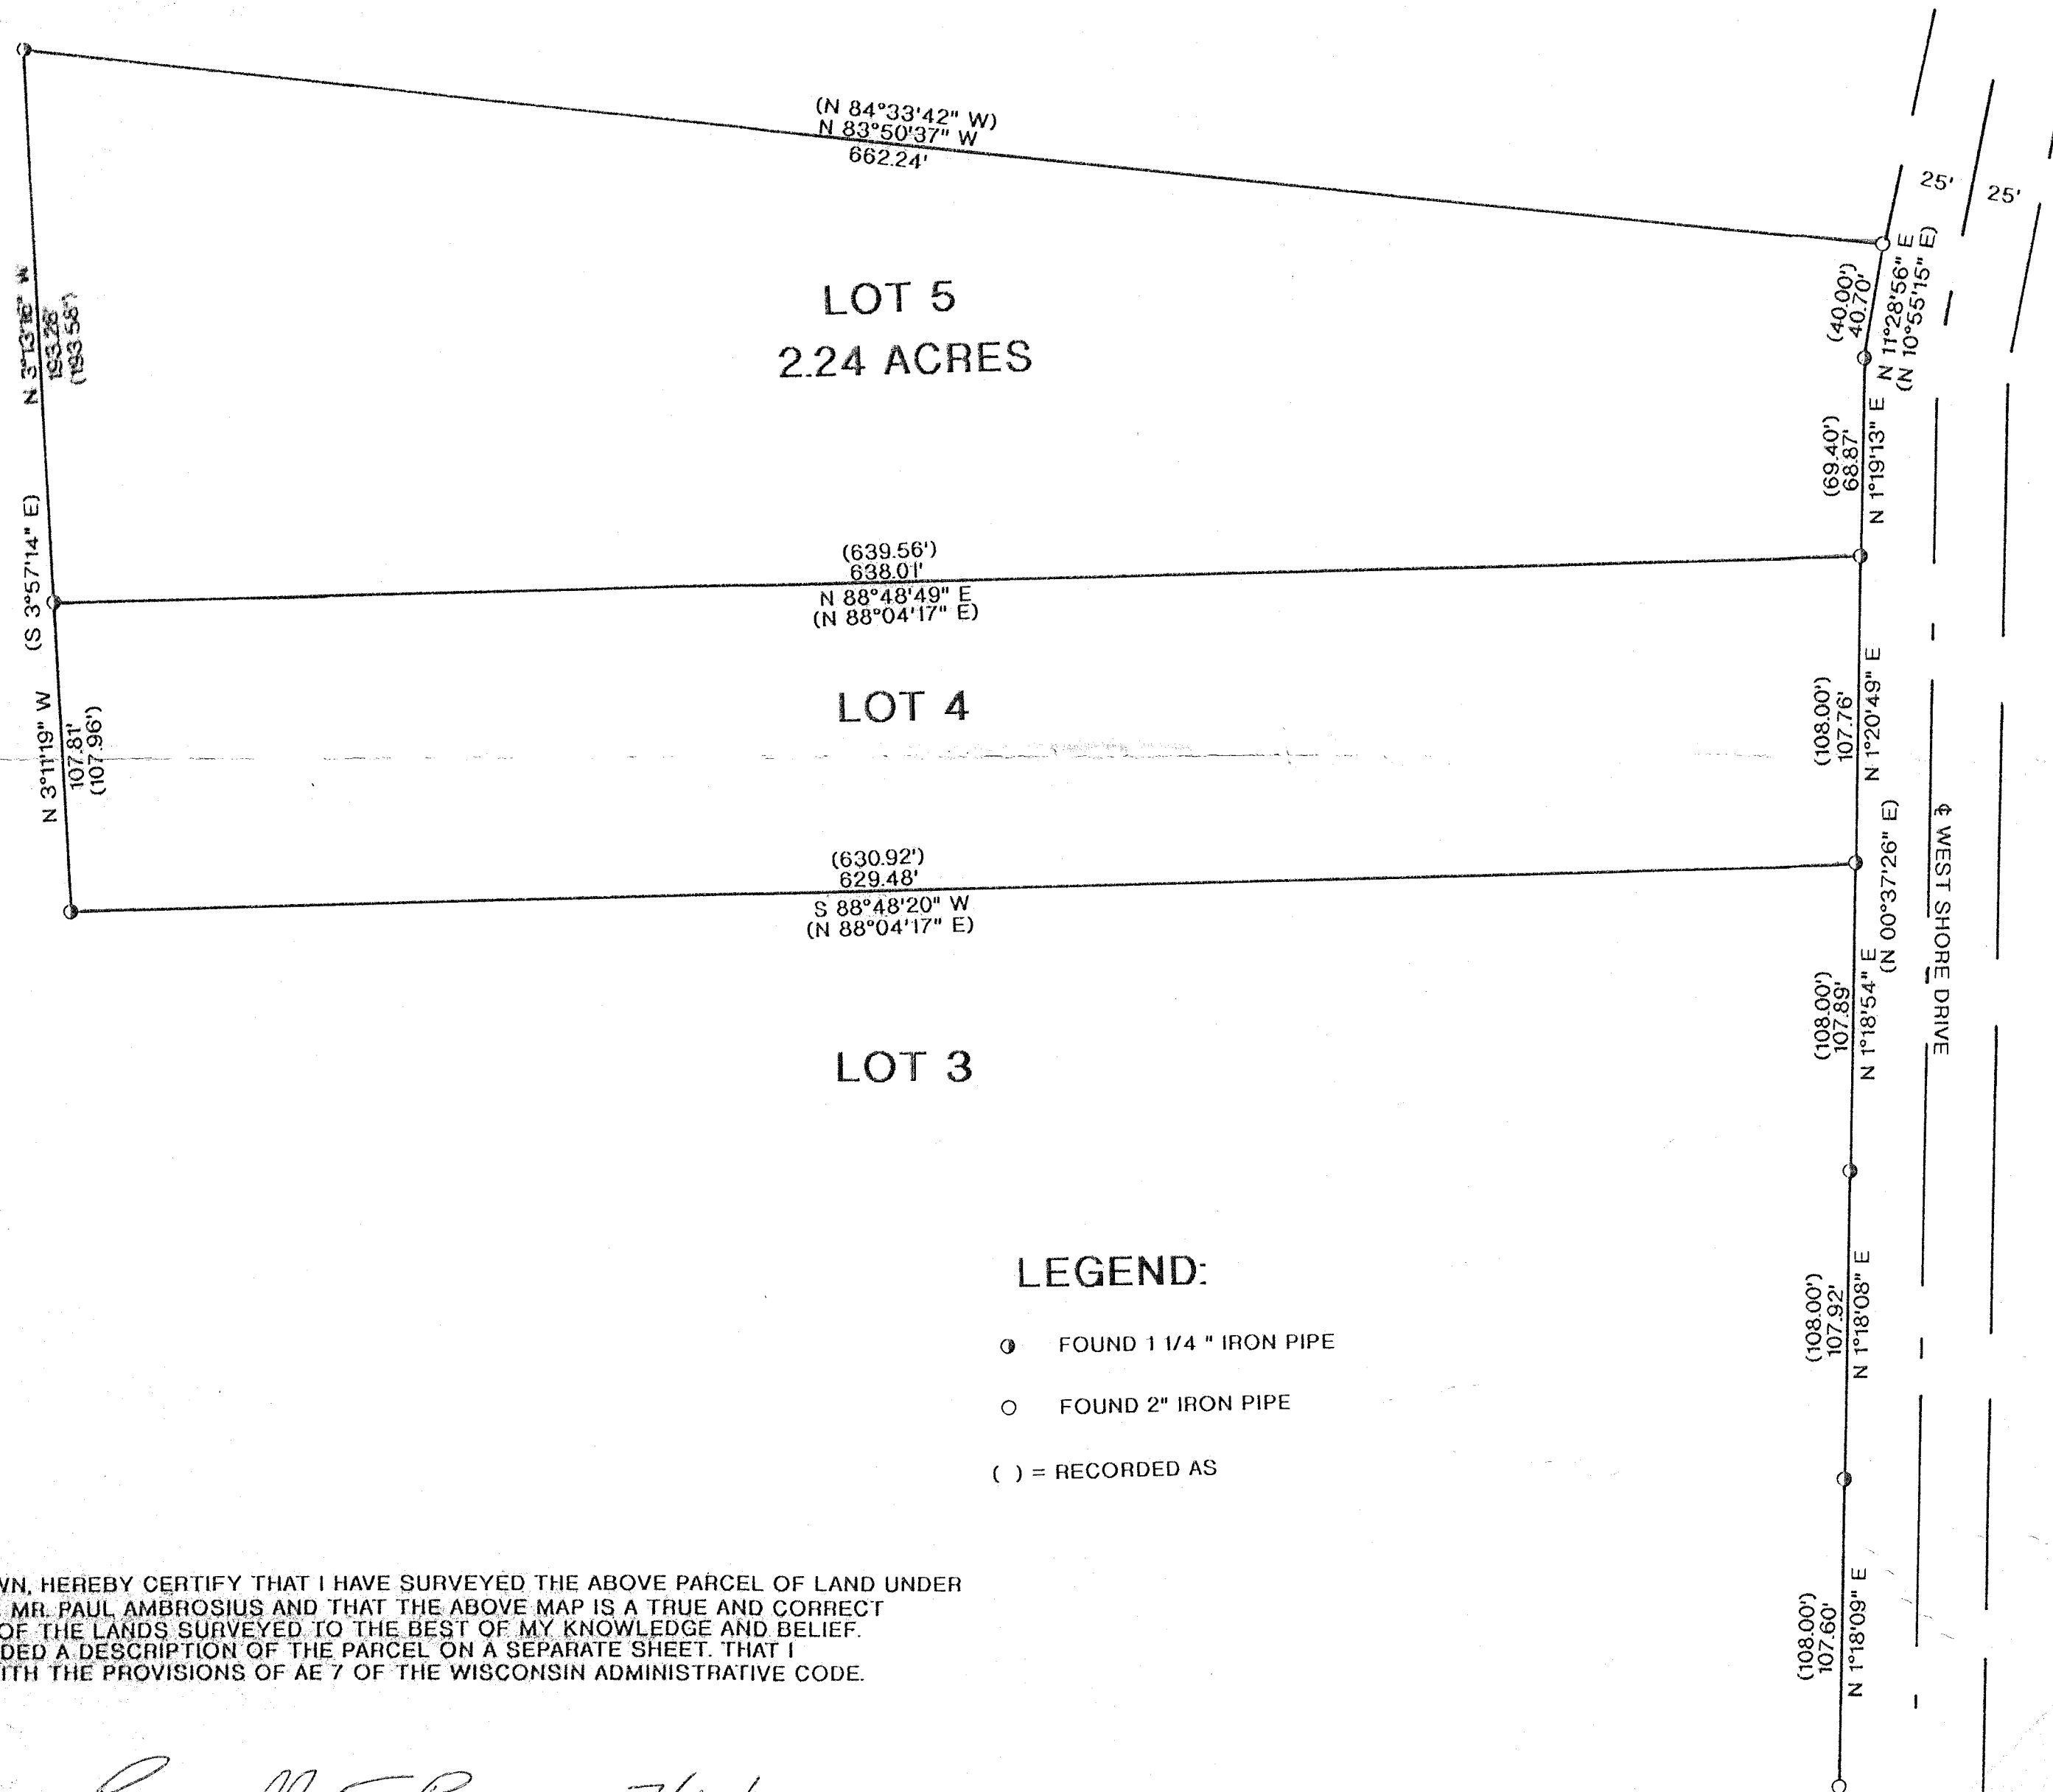 (N 84°33'42" W)
N 83°50'37" W
662.24'
25'
25'
LOT 5
2.24 ACRES
(40.00')
40.70'
N 11°28'56" E
(N 10°55'15" E)
193.26'
(193.58')
(69.40')
68.87'
N 1°19'13" E
(S 3°57'14" E)
(639.56')
638.01'
N 88°48'49" E
(N 88°04'17" E)
LOT 4
N 3°11'19" W
107.81'
(107.96')
(108.00')
107.76'
N 1°20'49" E
(630.92')
629.48'
S 88°48'20" W
(N 88°04'17" E)
(N 00°37'26" E)
℄ WEST SHORE DRIVE
(108.00')
107.89'
N 1°18'54" E
LOT 3
LEGEND:
FOUND 1 1/4 " IRON PIPE
FOUND 2" IRON PIPE
( ) = RECORDED AS
(108.00')
107.92'
N 1°18'08" E
(108.00')
107.60'
N 1°18'09" E
WN, HEREBY CERTIFY THAT I HAVE SURVEYED THE ABOVE PARCEL OF LAND UNDER
MR. PAUL AMBROSIUS AND THAT THE ABOVE MAP IS A TRUE AND CORRECT
OF THE LANDS SURVEYED TO THE BEST OF MY KNOWLEDGE AND BELIEF.
DED A DESCRIPTION OF THE PARCEL ON A SEPARATE SHEET. THAT I
ITH THE PROVISIONS OF AE 7 OF THE WISCONSIN ADMINISTRATIVE CODE.